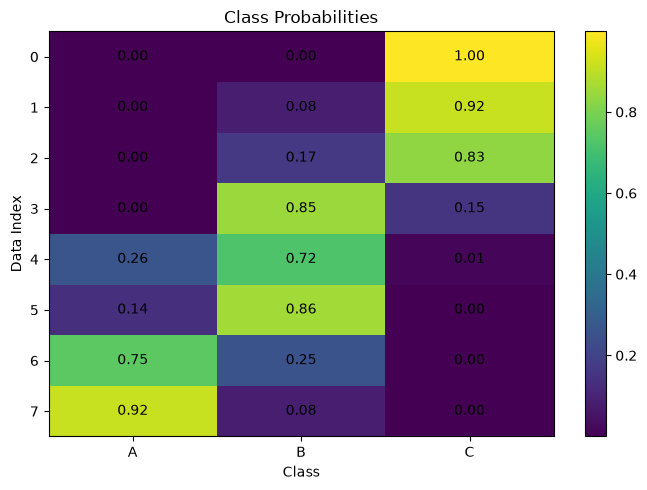 Class Probabilities
0 0.00 0.00 1.00
1 0.00 0.08 0.92 0.8
2 0.00 0.17 0.83
3 0.00 0.85 0.15 0.6
4 0.26 0.72 0.01 0.4
5 0.14 0.86 0.00
6 0.75 0.25 0.00 0.2
7 0.92 0.08 0.00
A B C
Class
Data Index